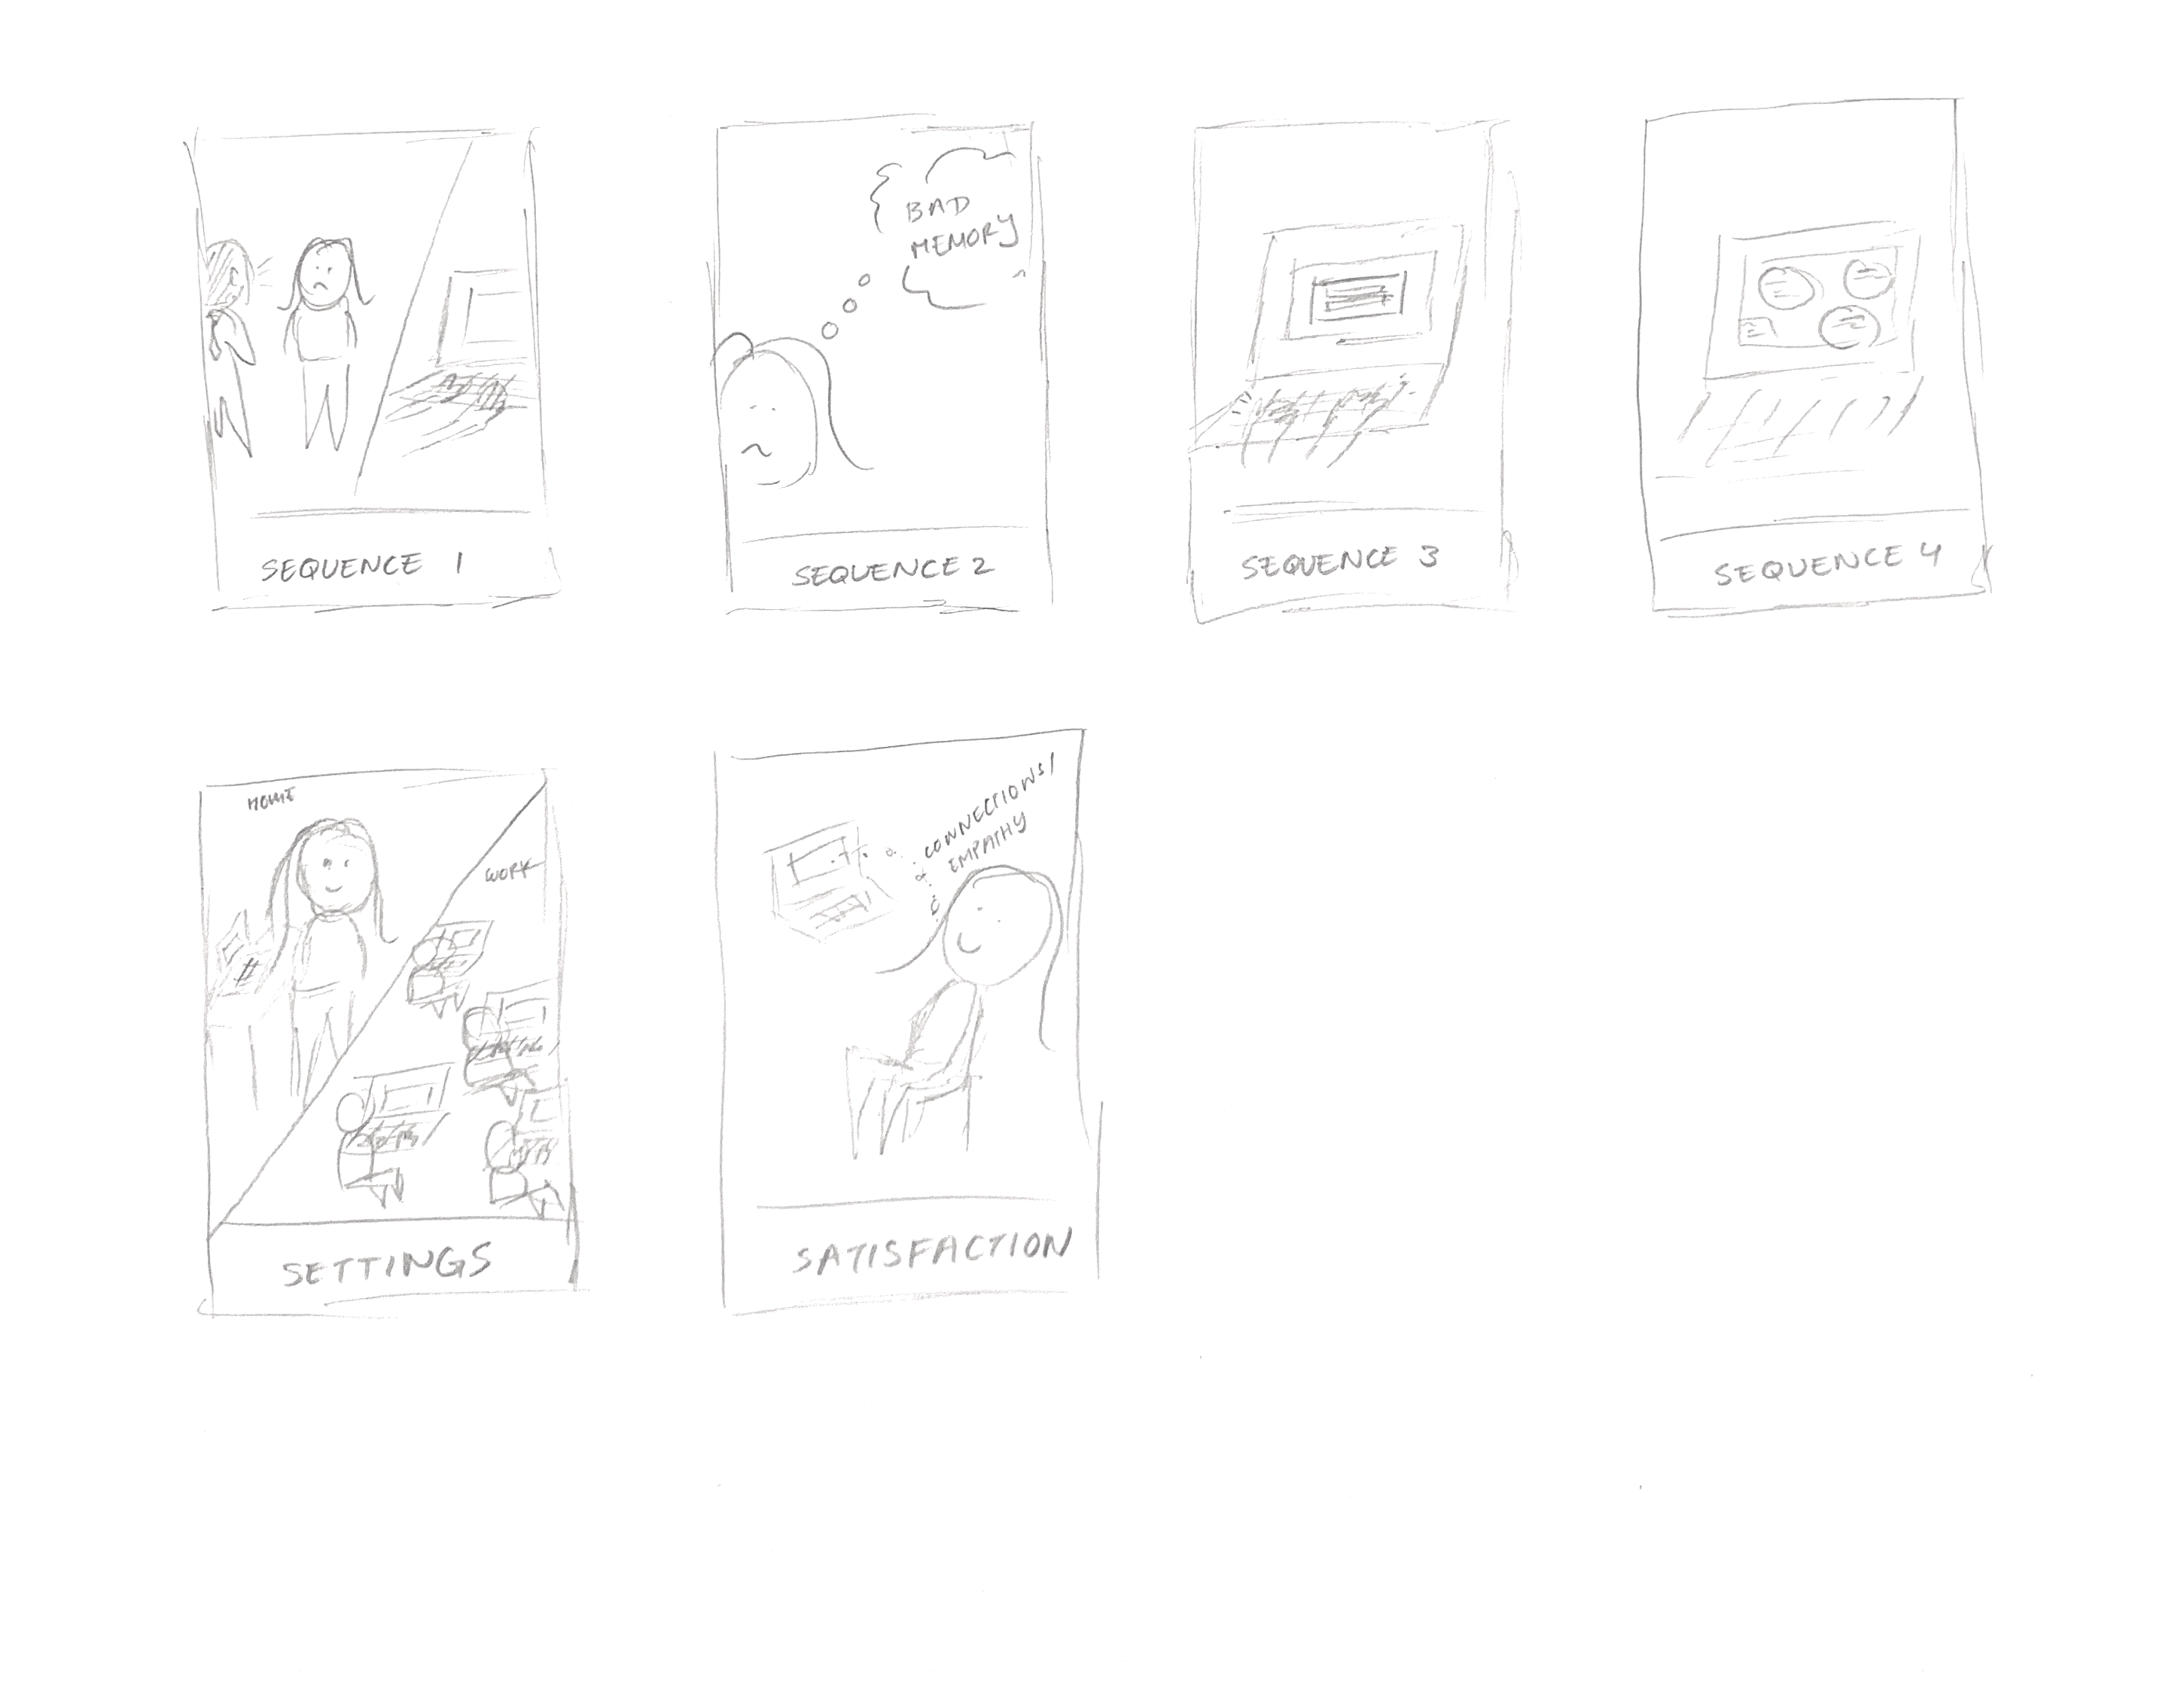 BAD
MEMORY
SEQUENCE 1
SEQUENCE 2
SEQUENCE 3
SEQUENCE 4
HOME
WORK
SETTINGS
CONNECTIONS/
EMPATHY
SATISFACTION